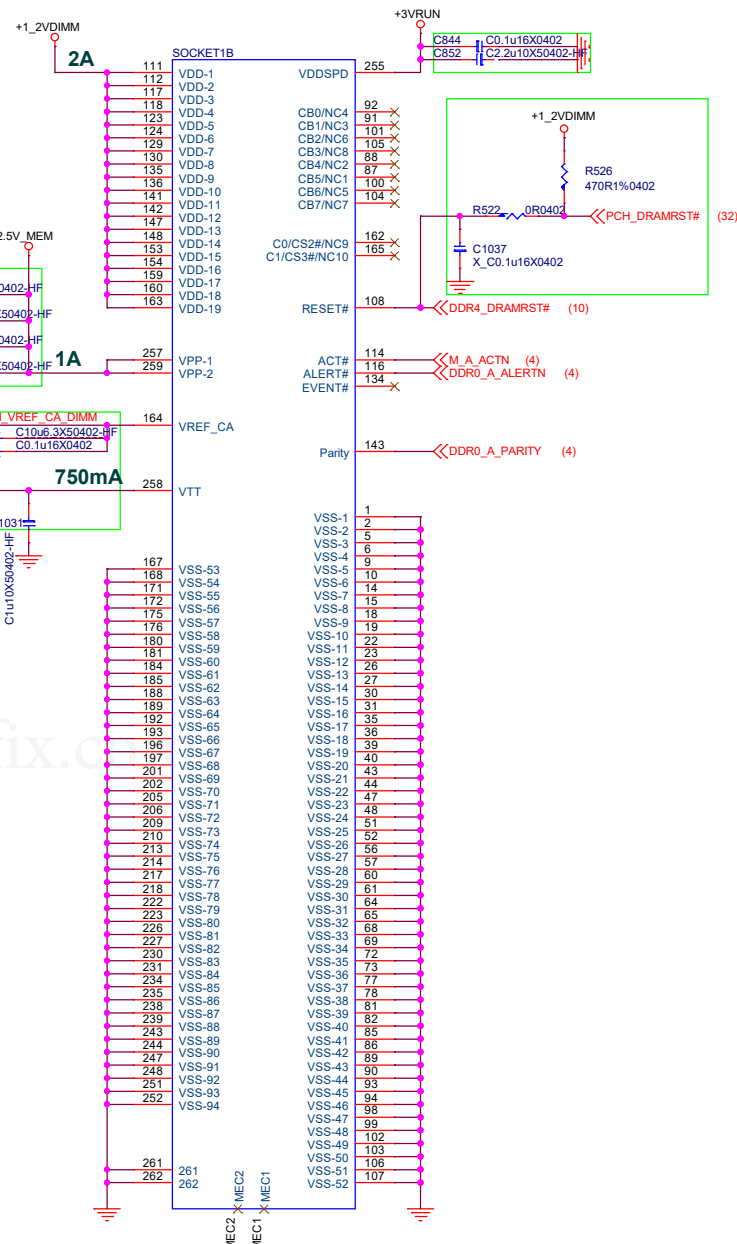 +1_2VDIMM
2A
+3VRUN
C844 C0.1u16X0402
C852 C2.2u10X50402-HF
SOCKET1B
111 VDD-1
112 VDD-2
117 VDD-3
118 VDD-4
123 VDD-5
124 VDD-6
129 VDD-7
130 VDD-8
135 VDD-9
136 VDD-10
141 VDD-11
142 VDD-12
147 VDD-13
148 VDD-14
153 VDD-15
154 VDD-16
159 VDD-17
160 VDD-18
163 VDD-19
VDDSPD 255
CB0/NC4 92
CB1/NC3 91
CB2/NC6 101
CB3/NC8 105
CB4/NC2 88
CB5/NC1 87
CB6/NC5 100
CB7/NC7 104
C0/CS2#/NC9 162
C1/CS3#/NC10 165
+1_2VDIMM
R526
470R1%0402
R522 0R0402
PCH_DRAMRST# (32)
C1037
X_C0.1u16X0402
RESET# 108 DDR4_DRAMRST# (10)
2.5V_MEM
0402-HF
X50402-HF
0402-HF
X50402-HF
1A
257 VPP-1
259 VPP-2
ACT# 114 M_A_ACTN (4)
ALERT# 116 DDR0_A_ALERTN (4)
EVENT# 134
_VREF_CA_DIMM
C10u6.3X50402-HF
C0.1u16X0402
164 VREF_CA
Parity 143 DDR0_A_PARITY (4)
750mA
258 VTT
1031
C1u10X50402-HF
167 VSS-53
168 VSS-54
171 VSS-55
172 VSS-56
175 VSS-57
176 VSS-58
180 VSS-59
181 VSS-60
184 VSS-61
185 VSS-62
188 VSS-63
189 VSS-64
192 VSS-65
193 VSS-66
196 VSS-67
197 VSS-68
201 VSS-69
202 VSS-70
205 VSS-71
206 VSS-72
209 VSS-73
210 VSS-74
213 VSS-75
214 VSS-76
217 VSS-77
218 VSS-78
222 VSS-79
223 VSS-80
226 VSS-81
227 VSS-82
230 VSS-83
231 VSS-84
234 VSS-85
235 VSS-86
238 VSS-87
239 VSS-88
243 VSS-89
244 VSS-90
247 VSS-91
248 VSS-92
251 VSS-93
252 VSS-94
261 261
262 262
VSS-1 1
VSS-2 2
VSS-3 5
VSS-4 6
VSS-5 9
VSS-6 10
VSS-7 14
VSS-8 15
VSS-9 18
VSS-10 19
VSS-11 22
VSS-12 23
VSS-13 26
VSS-14 27
VSS-15 30
VSS-16 31
VSS-17 35
VSS-18 36
VSS-19 39
VSS-20 40
VSS-21 43
VSS-22 44
VSS-23 47
VSS-24 48
VSS-25 51
VSS-26 52
VSS-27 56
VSS-28 57
VSS-29 60
VSS-30 61
VSS-31 64
VSS-32 65
VSS-33 68
VSS-34 69
VSS-35 72
VSS-36 73
VSS-37 77
VSS-38 78
VSS-39 81
VSS-40 82
VSS-41 85
VSS-42 86
VSS-43 89
VSS-44 90
VSS-45 93
VSS-46 94
VSS-47 98
VSS-48 99
VSS-49 102
VSS-50 103
VSS-51 106
VSS-52 107
MEC2
MEC1
MEC2
MEC1
fix.co